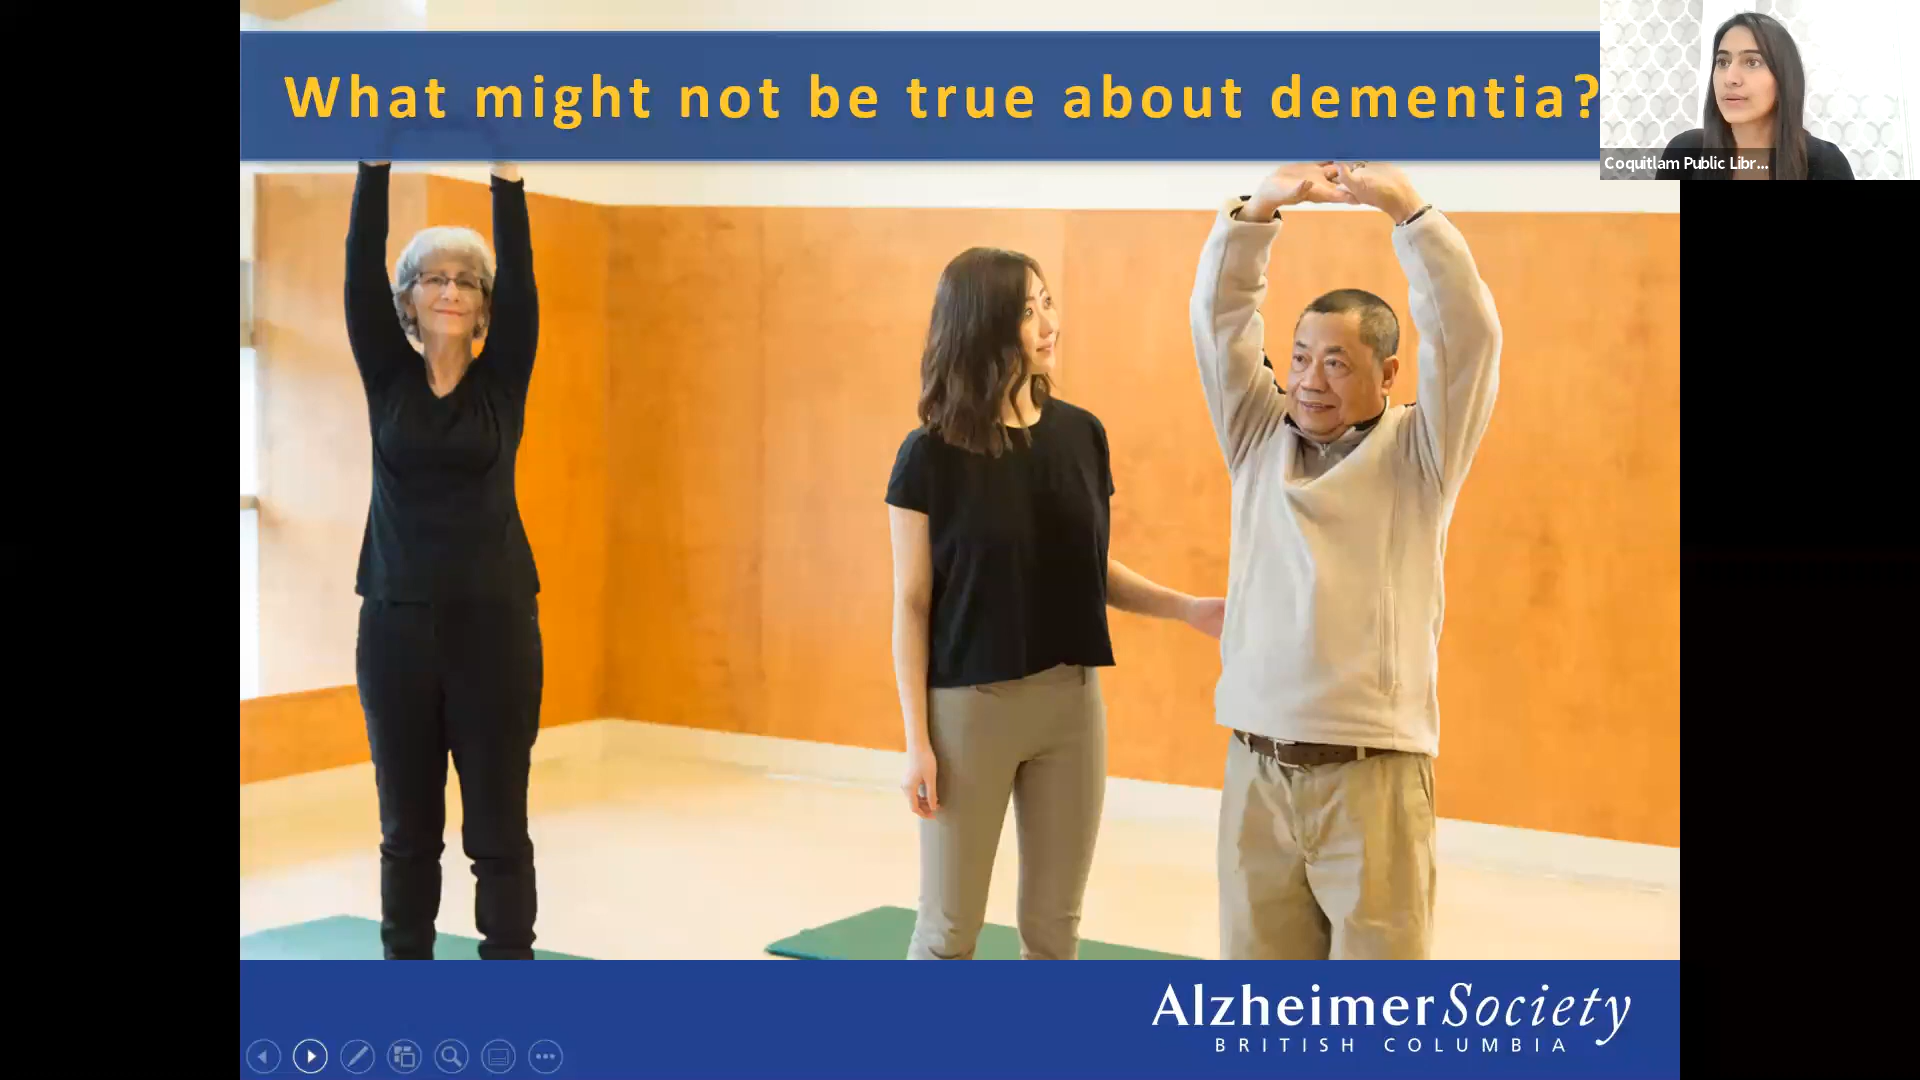 What might not be true about dementia?
Coquitlam Public Libr...
AlzheimerSociety
BRITISH COLUMBIA